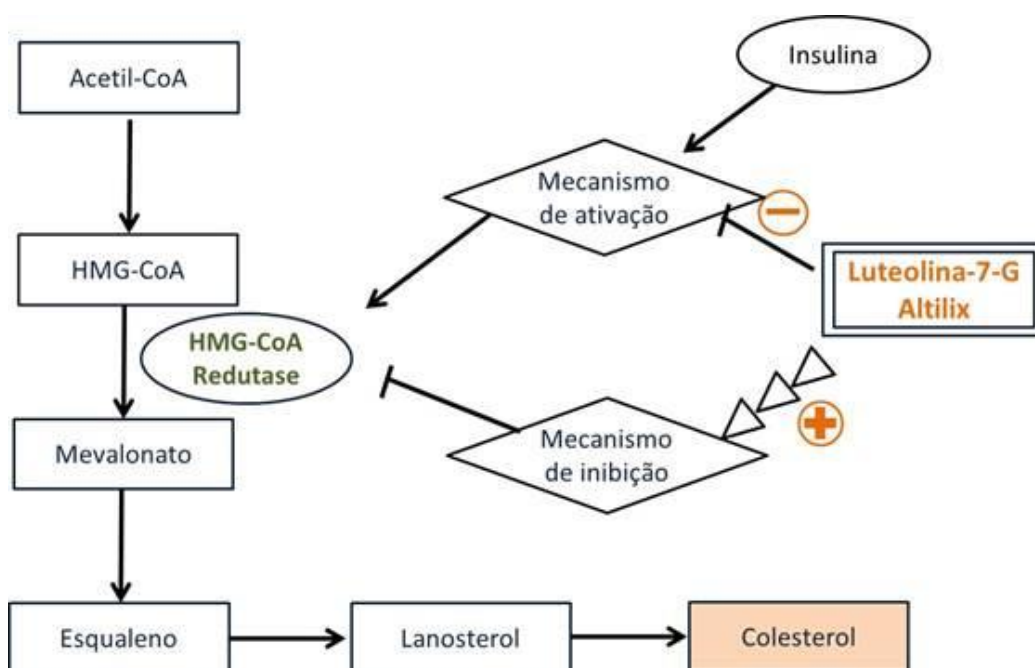 Acetil-CoA
Insulina
Mecanismo
de ativação
HMG-CoA
Luteolina-7-G
Altilix
HMG-CoA
Redutase
Mevalonato
Mecanismo
de inibição
Esqualeno
Lanosterol
Colesterol